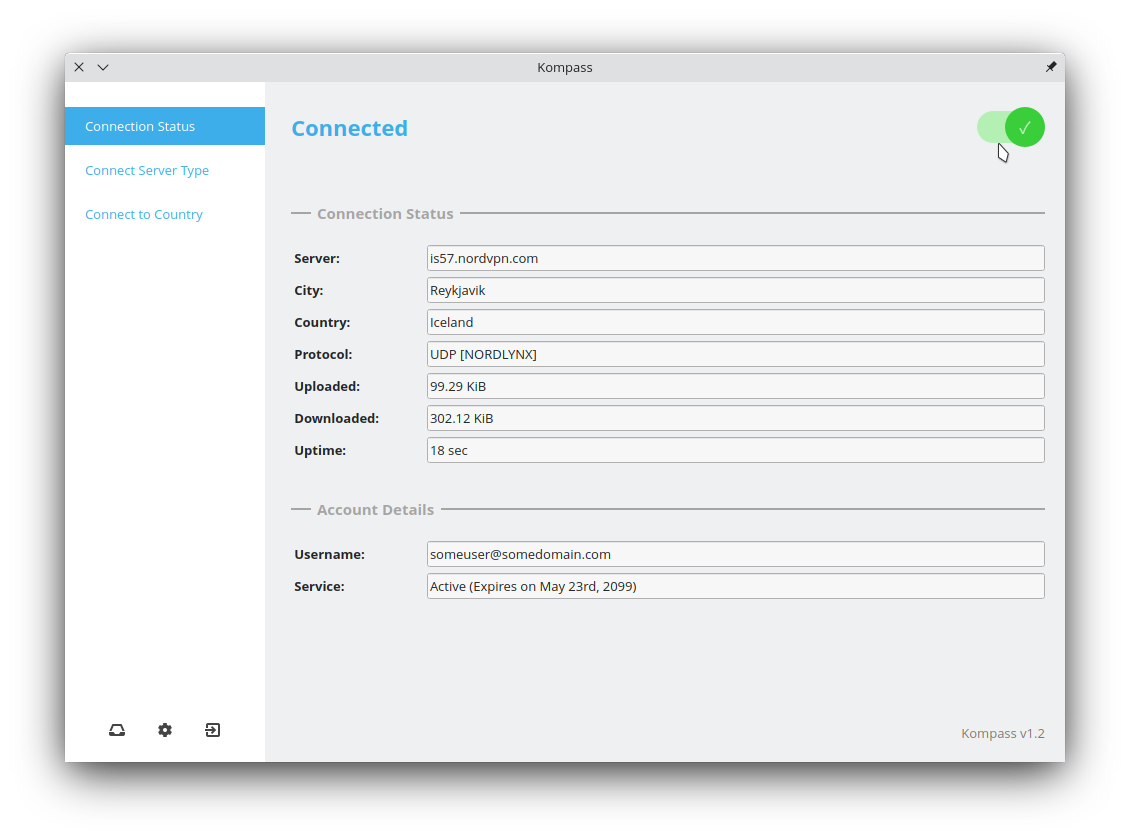 Kompass
Connection Status
Connect Server Type
Connect to Country
Connected
Connection Status
Server: is57.nordvpn.com
City: Reykjavik
Country: Iceland
Protocol: UDP [NORDLYNX]
Uploaded: 99.29 KiB
Downloaded: 302.12 KiB
Uptime: 18 sec
Account Details
Username: someuser@somedomain.com
Service: Active (Expires on May 23rd, 2099)
Kompass v1.2